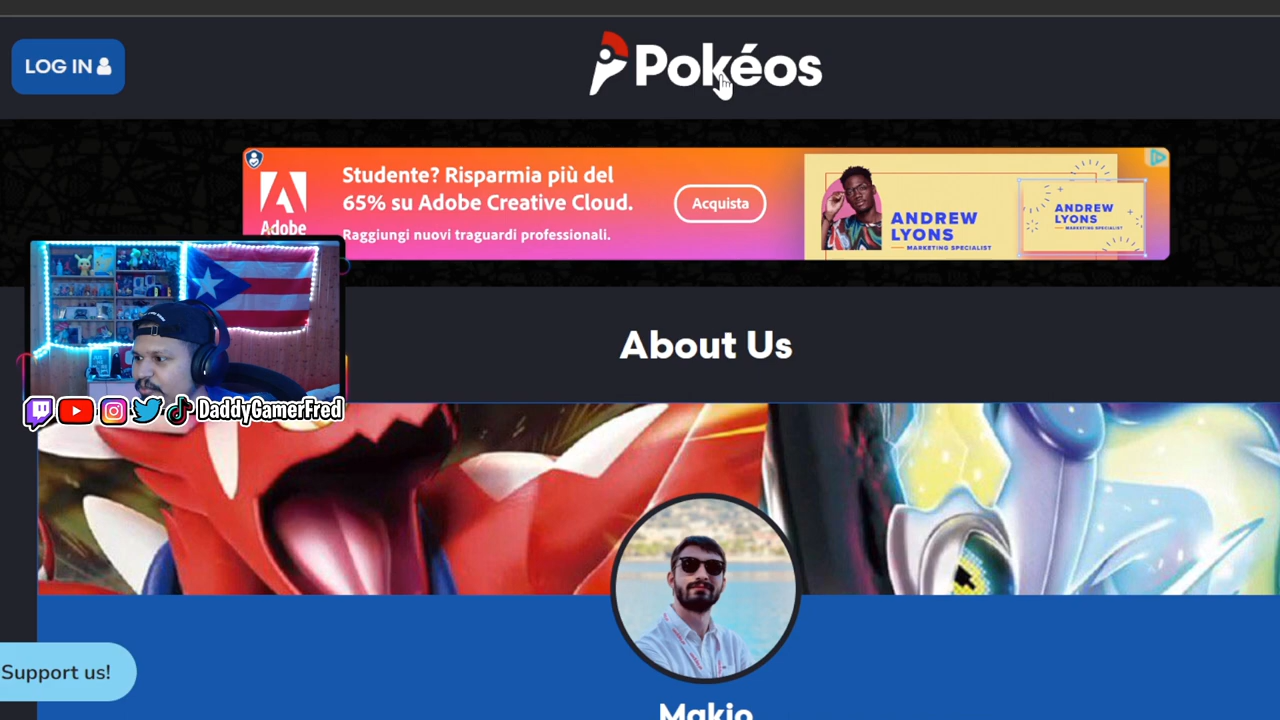 LOG IN
Pokéos
Studente? Risparmia più del
65% su Adobe Creative Cloud.
Acquista
Raggiungi nuovi traguardi professionali.
Adobe
ANDREW
LYONS
MARKETING SPECIALIST
ANDREW
LYONS
MARKETING SPECIALIST
About Us
DaddyGamerFred
Support us!
Makio